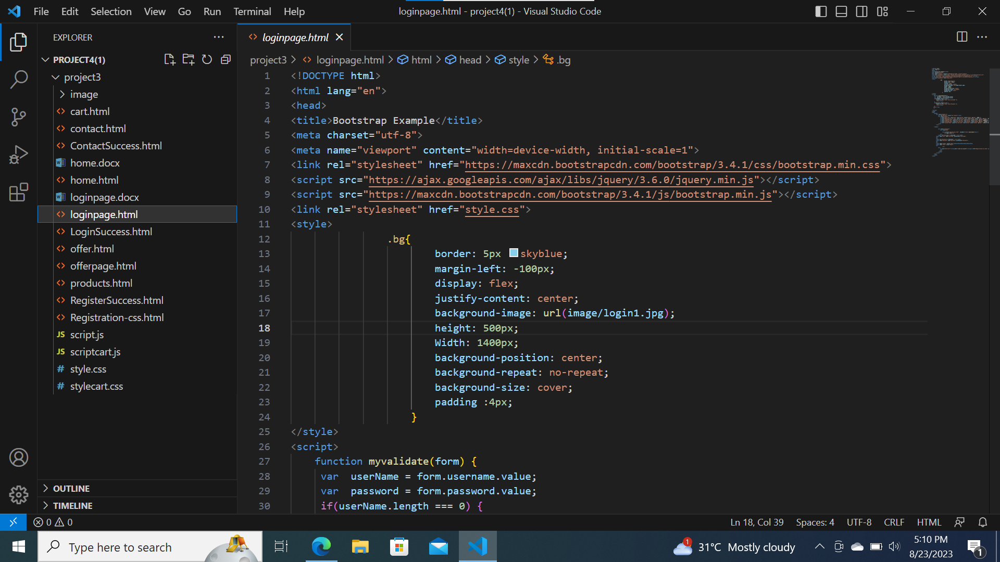 File Edit Selection View Go Run Terminal Help
loginpage.html - project4(1) - Visual Studio Code
EXPLORER
PROJECT4(1)
project3
image
cart.html
contact.html
ContactSuccess.html
home.docx
home.html
loginpage.docx
loginpage.html
LoginSuccess.html
offer.html
offerpage.html
products.html
RegisterSuccess.html
Registration-css.html
JS script.js
JS scriptcart.js
# style.css
# stylecart.css
OUTLINE
TIMELINE
loginpage.html
project3 > loginpage.html > html > head > style > .bg
1 <!DOCTYPE html>
2 <html lang="en">
3 <head>
4 <title>Bootstrap Example</title>
5 <meta charset="utf-8">
6 <meta name="viewport" content="width=device-width, initial-scale=1">
7 <link rel="stylesheet" href="https://maxcdn.bootstrapcdn.com/bootstrap/3.4.1/css/bootstrap.min.css">
8 <script src="https://ajax.googleapis.com/ajax/libs/jquery/3.6.0/jquery.min.js"></script>
9 <script src="https://maxcdn.bootstrapcdn.com/bootstrap/3.4.1/js/bootstrap.min.js"></script>
10 <link rel="stylesheet" href="style.css">
11 <style>
12 .bg{
13 border: 5px skyblue;
14 margin-left: -100px;
15 display: flex;
16 justify-content: center;
17 background-image: url(image/login1.jpg);
18 height: 500px;
19 Width: 1400px;
20 background-position: center;
21 background-repeat: no-repeat;
22 background-size: cover;
23 padding :4px;
24 }
25 </style>
26 <script>
27 function myvalidate(form) {
28 var  userName = form.username.value;
29 var  password = form.password.value;
30 if(userName.length === 0) {
0 0
Ln 18, Col 39 Spaces: 4 UTF-8 CRLF HTML
Type here to search
1 31°C Mostly cloudy
5:10 PM
8/23/2023
1